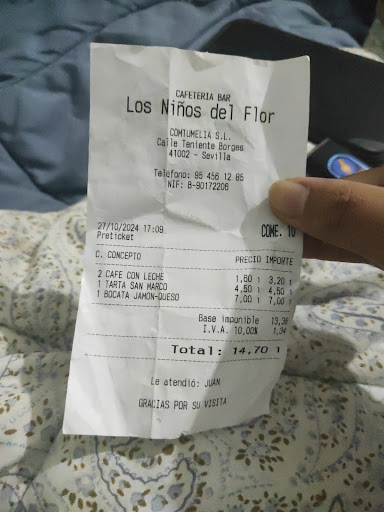 CAFETERIA BAR
Los Niños del Flor
COMTUMELIA S.L.
Calle Teniente Borges
41002 - Sevilla
Teléfono: 95 456 12 85
NIF: B-90172206
27/10/2024 17:09 COME. 10
Preticket
C. CONCEPTO PRECIO IMPORTE
2 CAFE CON LECHE 1,60 1 3,20 1
1 TARTA SAN MARCO 4,50 1 4,50 1
1 BOCATA JAMON-QUESO 7,00 1 7,00 1
Base imponible 13,36
I.V.A. 10,00% 1,34
Total: 14,70 1
Le atendió: JUAN
GRACIAS POR SU VISITA